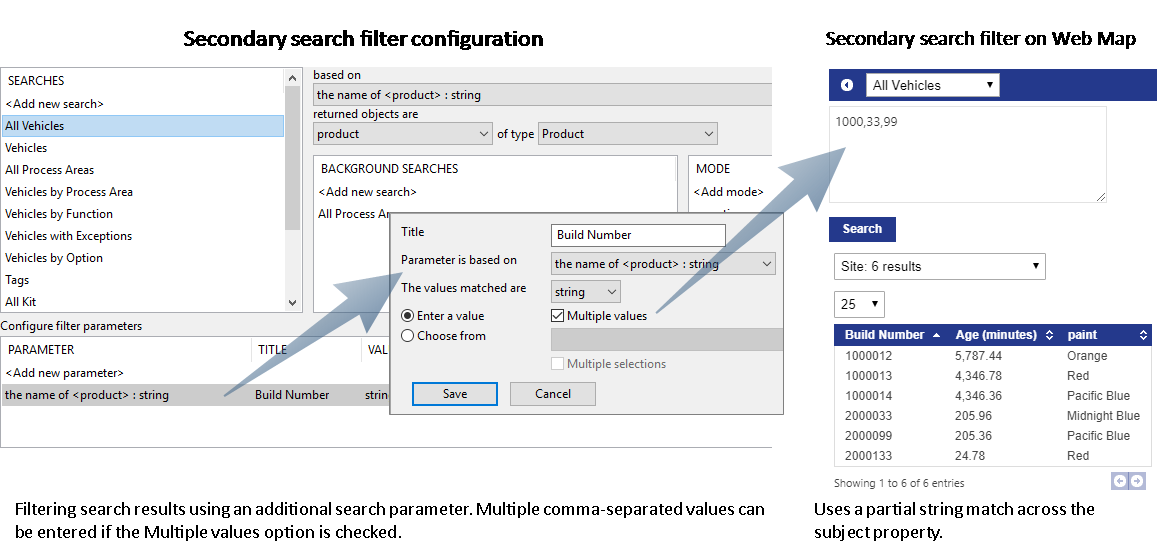 Secondary search filter configuration
SEARCHES
<Add new search>
All Vehicles
Vehicles
All Process Areas
Vehicles by Process Area
Vehicles by Function
Vehicles with Exceptions
Vehicles by Option
Tags
All Kit
based on
the name of <product> : string
returned objects are
product of type Product
BACKGROUND SEARCHES
<Add new search>
All Process Ar
MODE
<Add mode>
Configure filter parameters
PARAMETER TITLE VAL
<Add new parameter>
the name of <product> : string Build Number strin
Title Build Number
Parameter is based on the name of <product> : string
The values matched are string
Enter a value Multiple values
Choose from
Multiple selections
Save Cancel
Filtering search results using an additional search parameter. Multiple comma-separated values can
be entered if the Multiple values option is checked.
Secondary search filter on Web Map
All Vehicles
1000,33,99
Search
Site: 6 results
25
Build Number Age (minutes) paint
1000012 5,787.44 Orange
1000013 4,346.78 Red
1000014 4,346.36 Pacific Blue
2000033 205.96 Midnight Blue
2000099 205.36 Pacific Blue
2000133 24.78 Red
Showing 1 to 6 of 6 entries
Uses a partial string match across the
subject property.